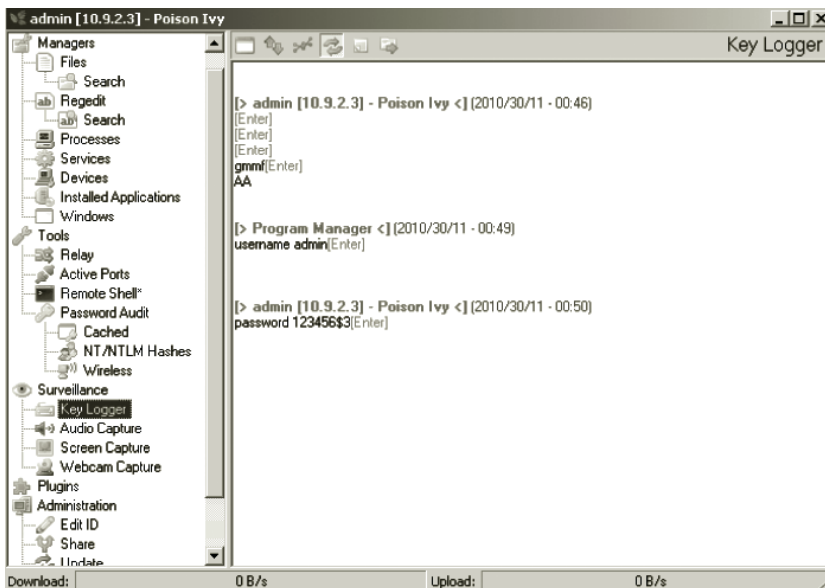 admin [10.9.2.3] - Poison Ivy
Managers
Files
Search
Regedit
Search
Processes
Services
Devices
Installed Applications
Windows
Tools
Relay
Active Ports
Remote Shell*
Password Audit
Cached
NT/NTLM Hashes
Wireless
Surveillance
Key Logger
Audio Capture
Screen Capture
Webcam Capture
Plugins
Administration
Edit ID
Share
Update
Key Logger
[> admin [10.9.2.3] - Poison Ivy <] (2010/30/11 - 00:46)
[Enter]
[Enter]
[Enter]
gmmf[Enter]
AA
[> Program Manager <] (2010/30/11 - 00:49)
username admin[Enter]
[> admin [10.9.2.3] - Poison Ivy <] (2010/30/11 - 00:50)
password 123456$3[Enter]
Download: 0 B/s Upload: 0 B/s